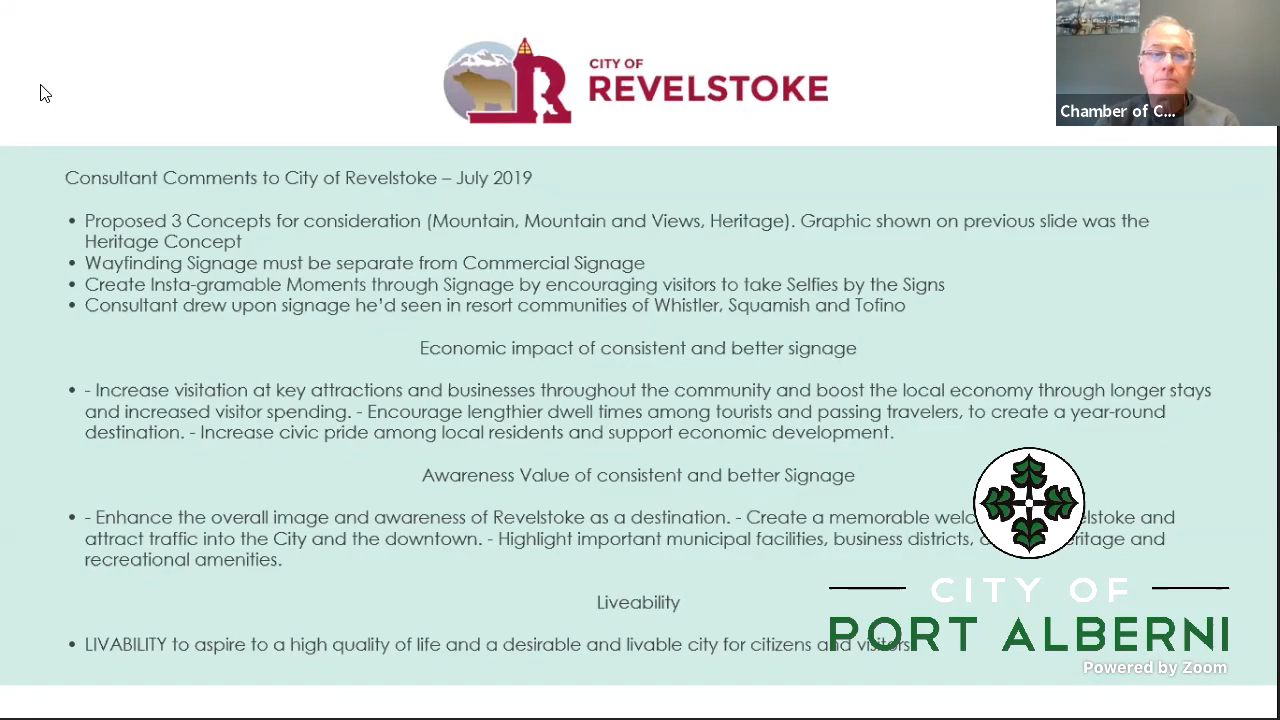 CITY OF
REVELSTOKE
Chamber of C...
Consultant Comments to City of Revelstoke – July 2019
• Proposed 3 Concepts for consideration (Mountain, Mountain and Views, Heritage). Graphic shown on previous slide was the
Heritage Concept
• Wayfinding Signage must be separate from Commercial Signage
• Create Insta-gramable Moments through Signage by encouraging visitors to take Selfies by the Signs
• Consultant drew upon signage he'd seen in resort communities of Whistler, Squamish and Tofino
Economic impact of consistent and better signage
• - Increase visitation at key attractions and businesses throughout the community and boost the local economy through longer stays
and increased visitor spending. - Encourage lengthier dwell times among tourists and passing travelers, to create a year-round
destination. - Increase civic pride among local residents and support economic development.
Awareness Value of consistent and better Signage
• - Enhance the overall image and awareness of Revelstoke as a destination. - Create a memorable and
attract traffic into the City and the downtown. - Highlight important municipal facilities, business districts, and
recreational amenities.
Liveability
• LIVABILITY to aspire to a high quality of life and a desirable and livable city for citizens and visitors
CITY OF
PORT ALBERNI
Powered by Zoom